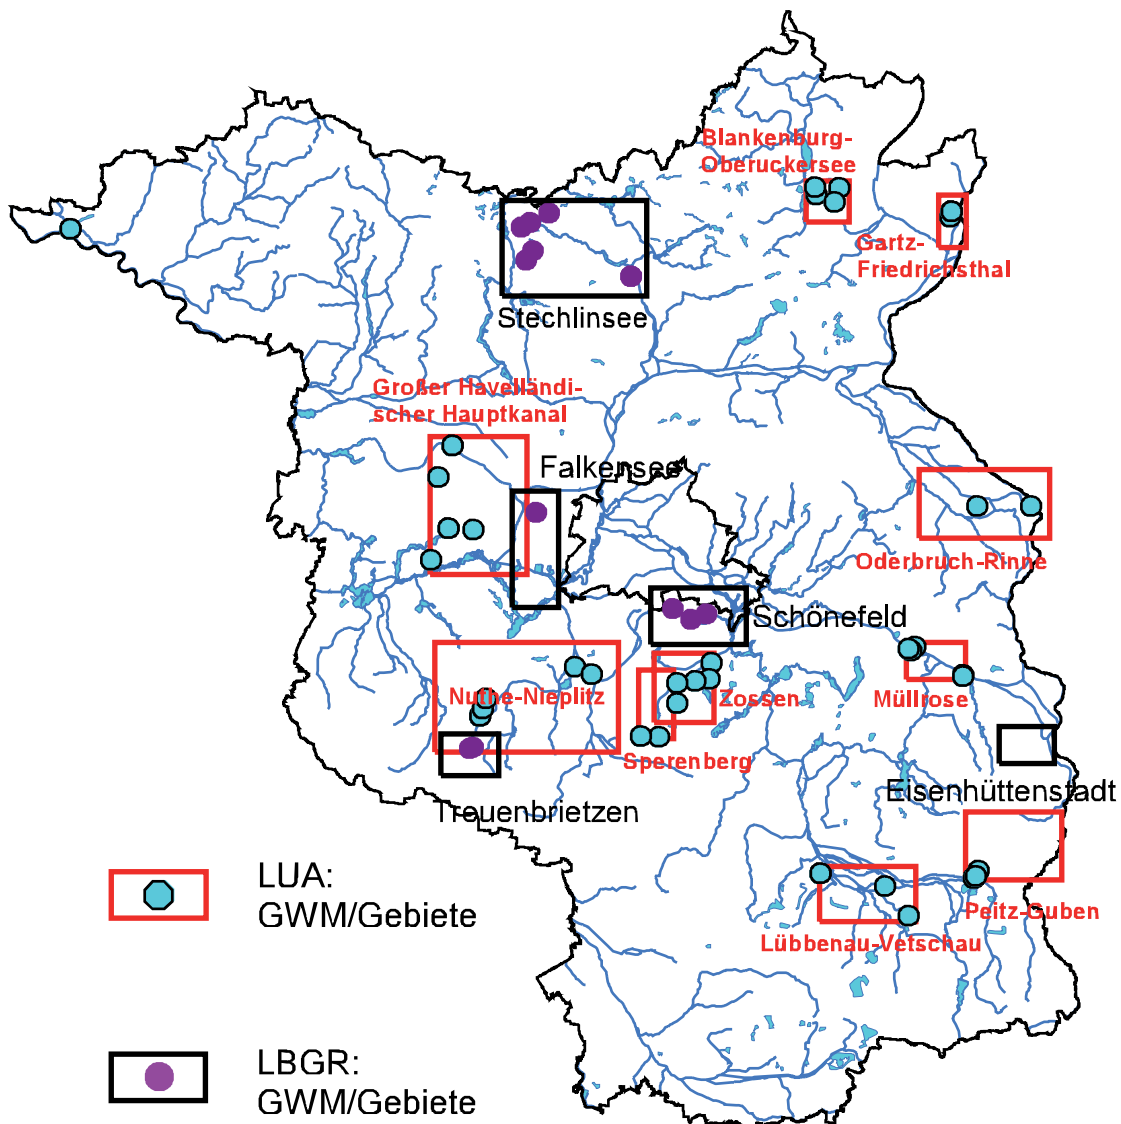 Blankenburg-
Oberuckersee
Gartz-
Friedrichsthal
Stechlinsee
Großer Havelländi-
scher Hauptkanal
Falkensee
Oderbruch-Rinne
Schönefeld
Nuthe-Nieplitz
Zossen
Müllrose
Sperenberg
Eisenhüttenstadt
Treuenbrietzen
Peitz-Guben
Lübbenau-Vetschau
LUA:
GWM/Gebiete
LBGR:
GWM/Gebiete